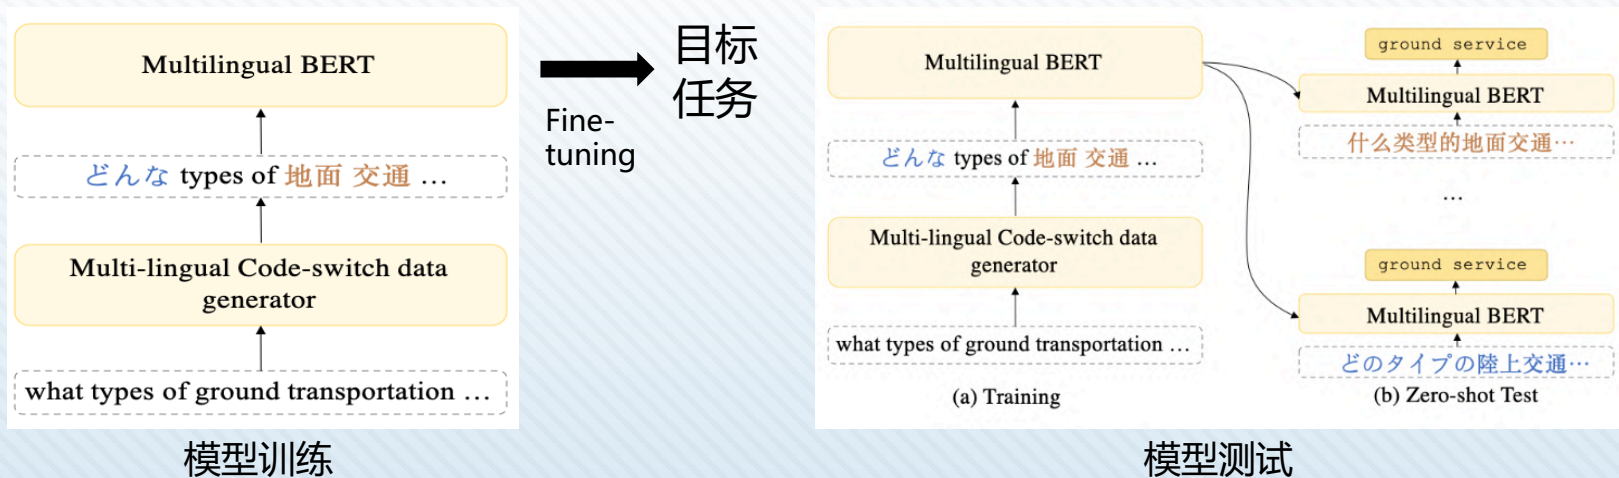 Multilingual BERT
どんな types of 地面 交通 ...
Multi-lingual Code-switch data
generator
what types of ground transportation ...
模型训练
Fine-
tuning
目标
任务
Multilingual BERT
どんな types of 地面 交通 ...
Multi-lingual Code-switch data
generator
what types of ground transportation ...
(a) Training
ground service
Multilingual BERT
什么类型的地面交通…
...
ground service
Multilingual BERT
どのタイプの陸上交通…
(b) Zero-shot Test
模型测试